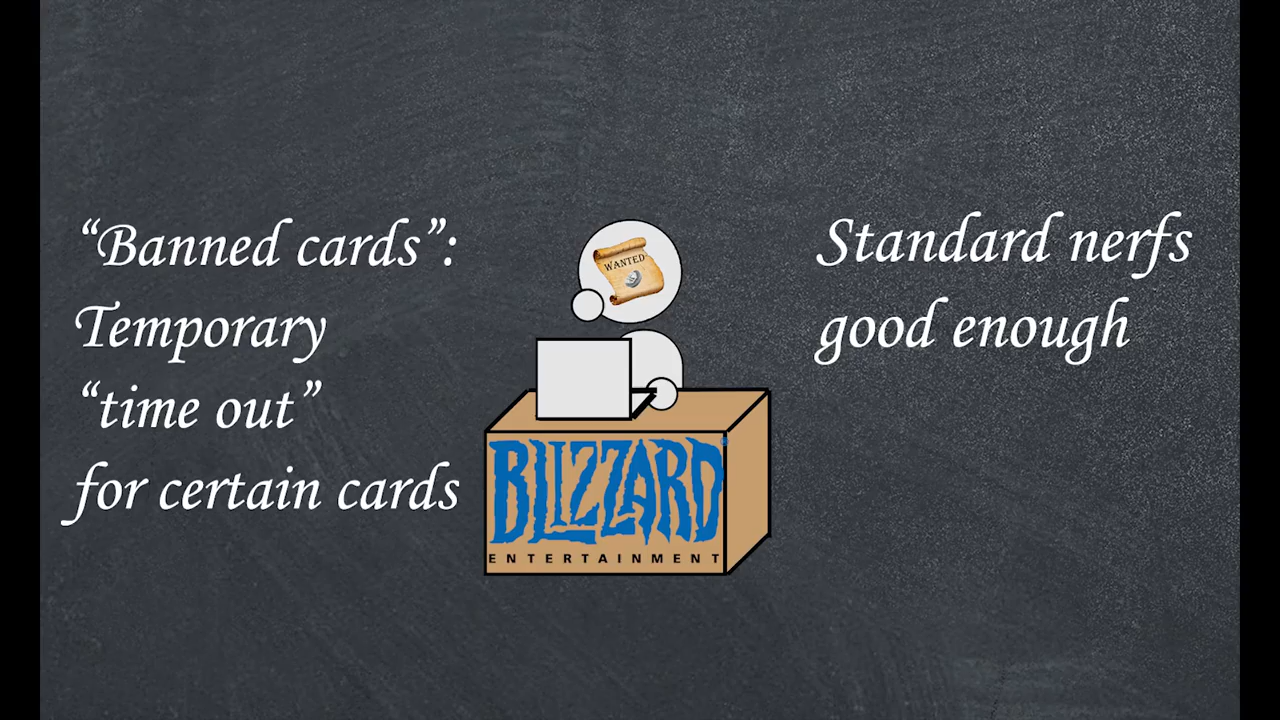 “Banned cards”:
Temporary
“time out”
for certain cards
WANTED
BLIZZARD
ENTERTAINMENT
Standard nerfs
good enough